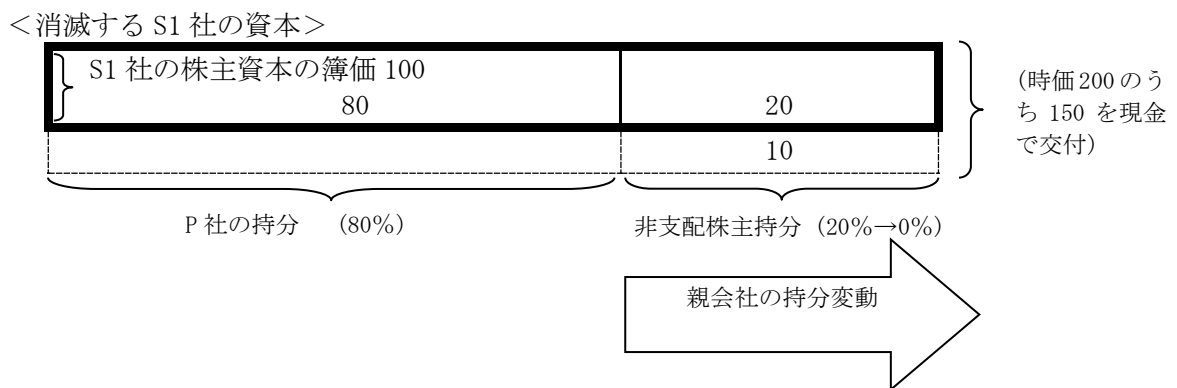 ＜消滅する S1 社の資本＞
S1 社の株主資本の簿価 100
80
20
10
(時価 200 のう
ち 150 を現金
で交付)
P 社の持分 （80%）
非支配株主持分（20%→0%）
親会社の持分変動